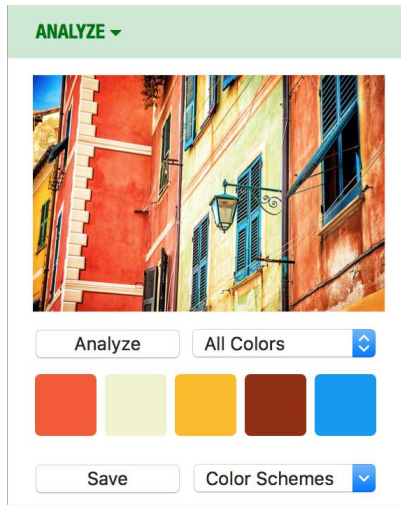 ANALYZE
Analyze
All Colors
Save
Color Schemes